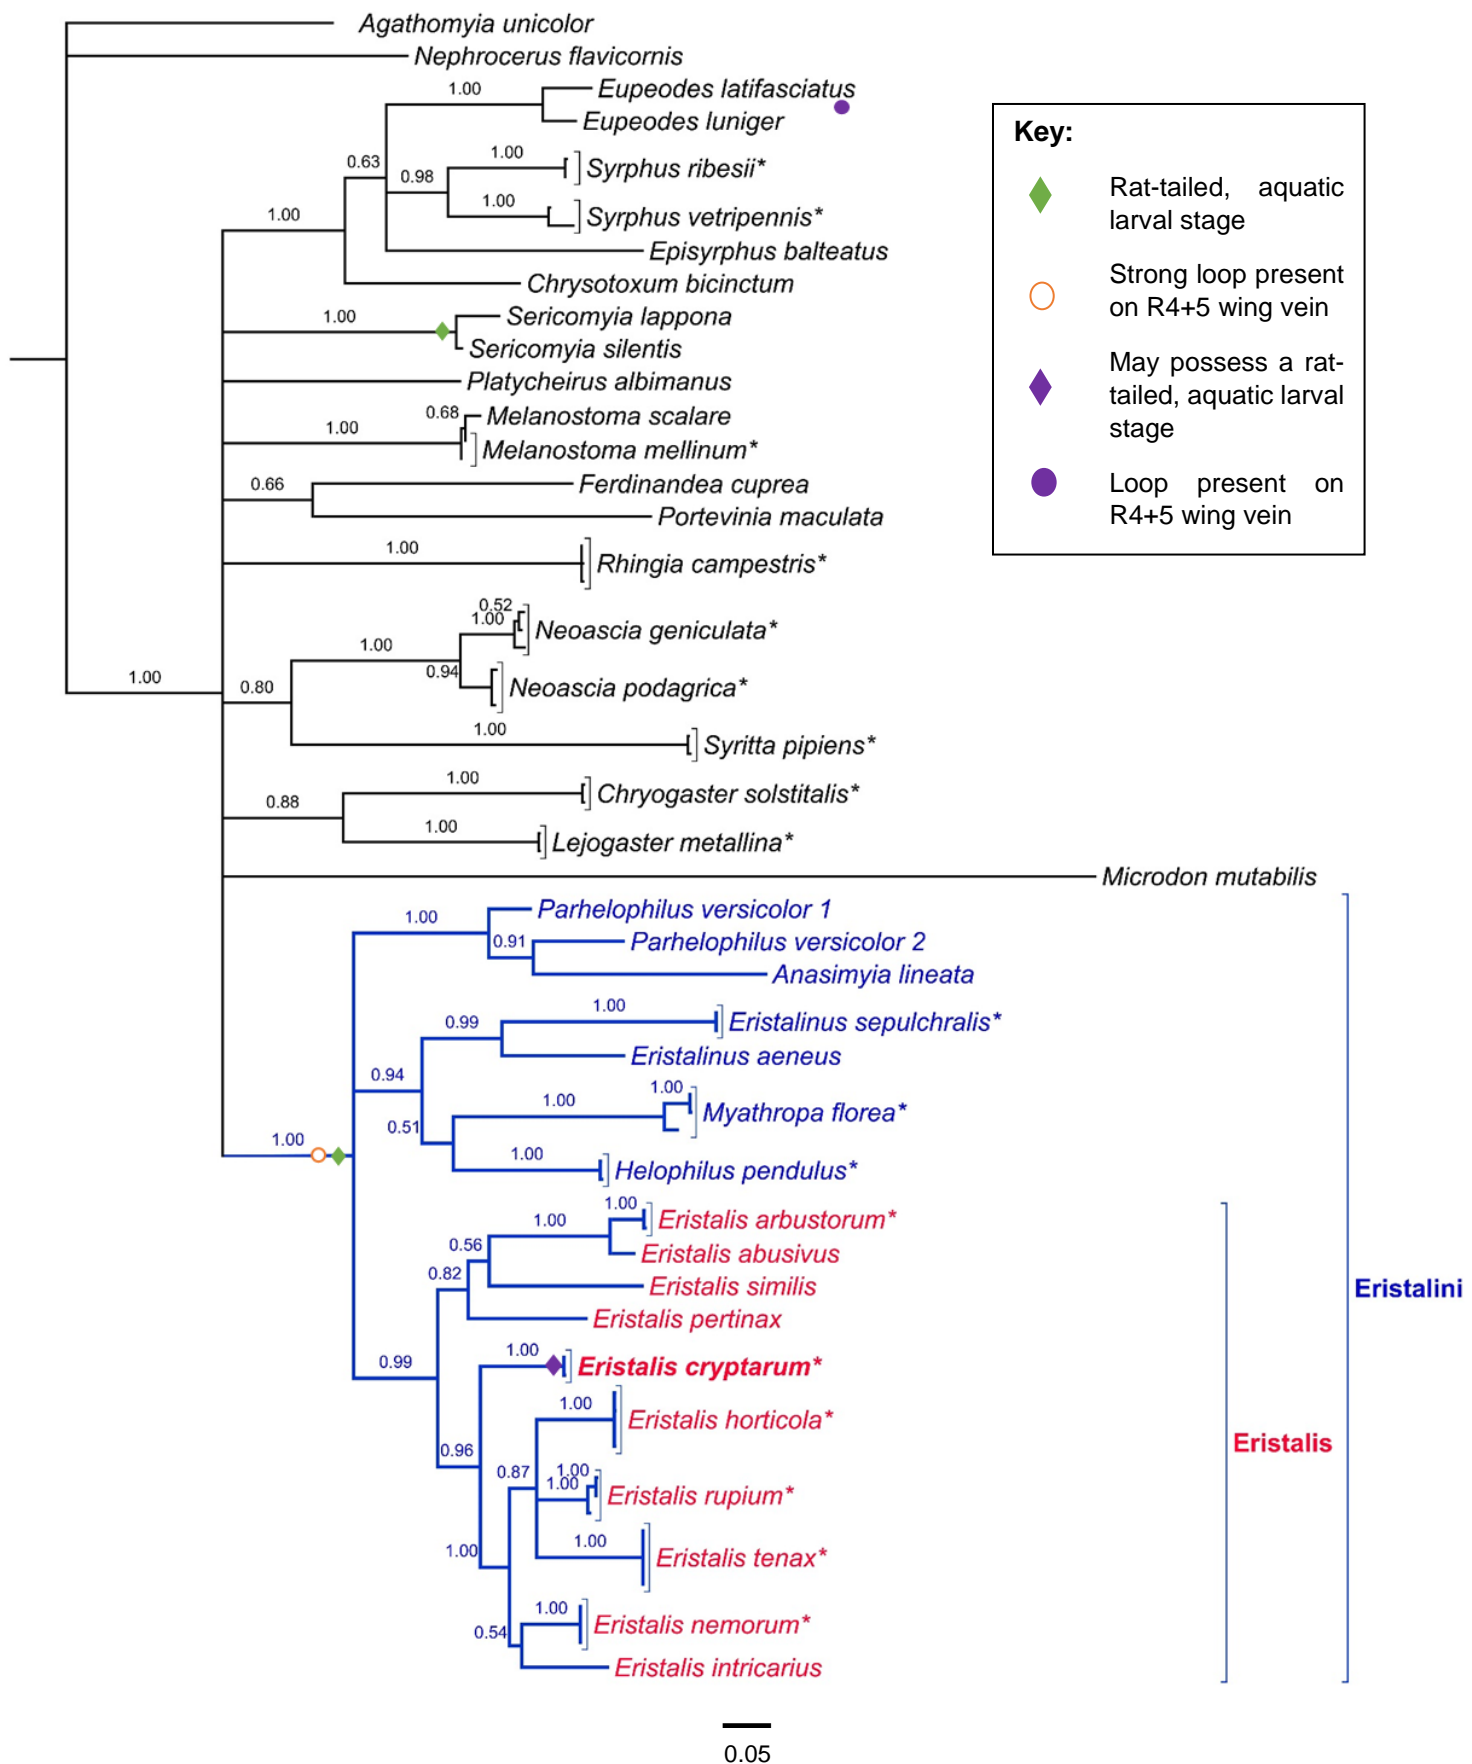 Agathomyia unicolor
Nephrocerus flavicornis
1.00
Eupeodes latifasciatus
Eupeodes luniger
0.63
0.98
1.00
Syrphus ribesii*
1.00
Syrphus vetripennis*
1.00
Episyrphus balteatus
Chrysotoxum bicinctum
1.00
Sericomyia lappona
Sericomyia silentis
Platycheirus albimanus
0.68
Melanostoma scalare
1.00
Melanostoma mellinum*
0.66
Ferdinandea cuprea
Portevinia maculata
1.00
Rhingia campestris*
0.52
1.00
Neoascia geniculata*
1.00
0.94
Neoascia podagrica*
1.00
0.80
1.00
Syritta pipiens*
1.00
Chryogaster solstitalis*
0.88
1.00
Lejogaster metallina*
Microdon mutabilis
1.00
Parhelophilus versicolor 1
0.91
Parhelophilus versicolor 2
Anasimyia lineata
1.00
Eristalinus sepulchralis*
0.99
Eristalinus aeneus
0.94
1.00
1.00
Myathropa florea*
0.51
1.00
1.00
Helophilus pendulus*
1.00
Eristalis arbustorum*
1.00
0.56
Eristalis abusivus
0.82
Eristalis similis
Eristalis pertinax
0.99
1.00
Eristalis cryptarum*
1.00
Eristalis horticola*
0.96
0.87
1.00
1.00
Eristalis rupium*
1.00
1.00
Eristalis tenax*
1.00
Eristalis nemorum*
0.54
Eristalis intricarius
Eristalini
Eristalis
0.05
Key:
Rat-tailed, aquatic
larval stage
Strong loop present
on R4+5 wing vein
May possess a rat-
tailed, aquatic larval
stage
Loop present on
R4+5 wing vein